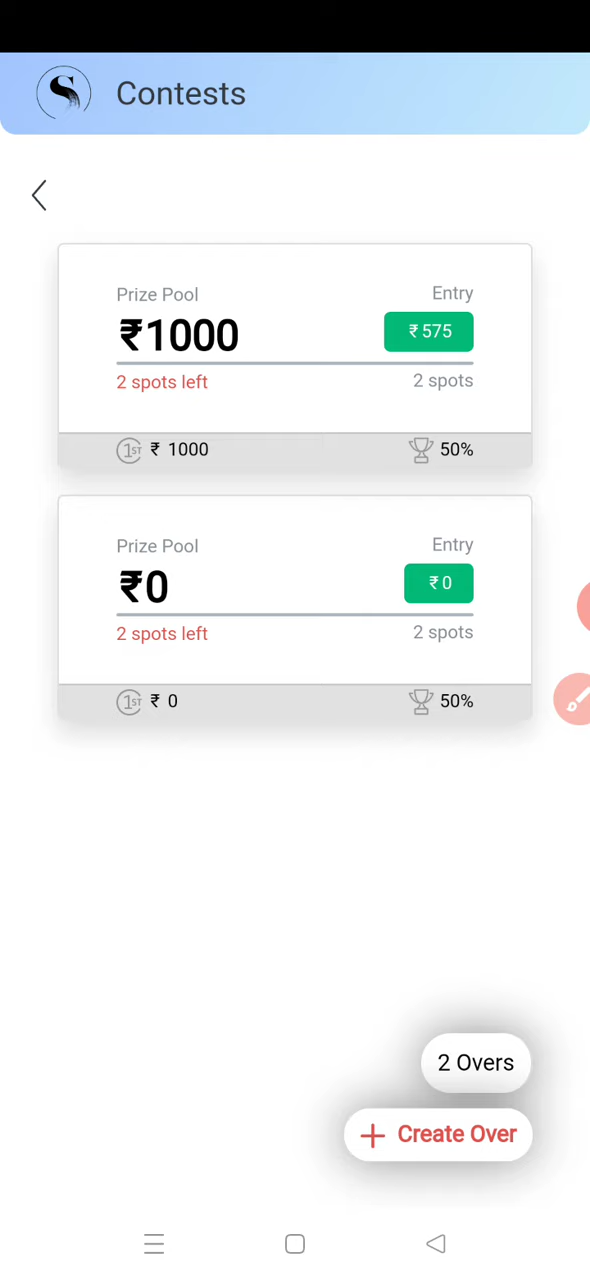 S Contests
Prize Pool Entry
₹1000 ₹ 575
2 spots left 2 spots
1ST ₹ 1000 50%
Prize Pool Entry
₹0 ₹ 0
2 spots left 2 spots
1ST ₹ 0 50%
2 Overs
+ Create Over